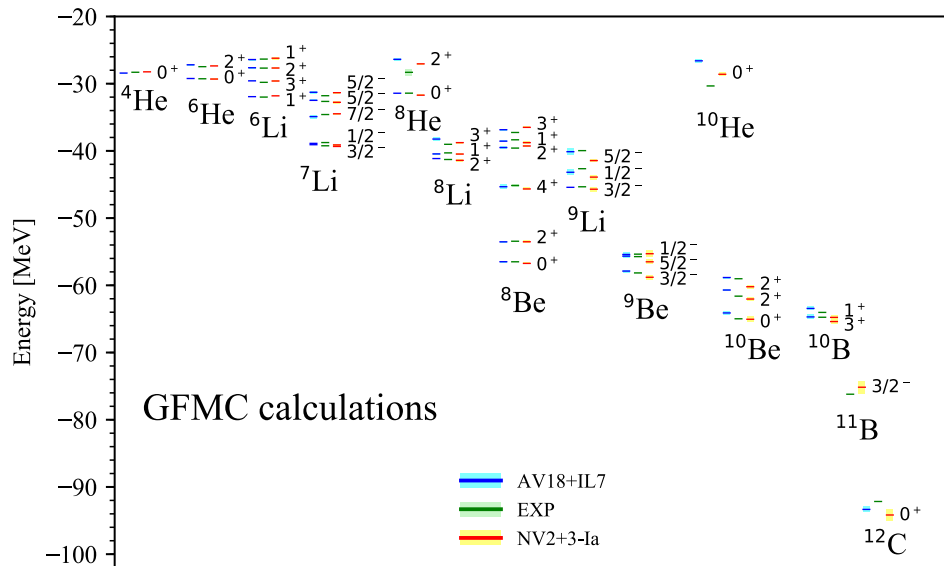 −20
−30
−40
−50
−60
−70
−80
−90
−100
Energy [MeV]
0⁺
⁴He
2⁺
0⁺
⁶He
1⁺
2⁺
3⁺
1⁺
⁶Li
5/2⁻
5/2⁻
7/2⁻
1/2⁻
3/2⁻
⁷Li
2⁺
0⁺
⁸He
3⁺
1⁺
2⁺
⁸Li
3⁺
1⁺
2⁺
4⁺
2⁺
0⁺
⁸Be
5/2⁻
1/2⁻
3/2⁻
⁹Li
1/2⁻
5/2⁻
3/2⁻
⁹Be
0⁺
¹⁰He
2⁺
2⁺
0⁺
¹⁰Be
1⁺
3⁺
¹⁰B
3/2⁻
¹¹B
0⁺
¹²C
GFMC calculations
AV18+IL7
EXP
NV2+3-Ia